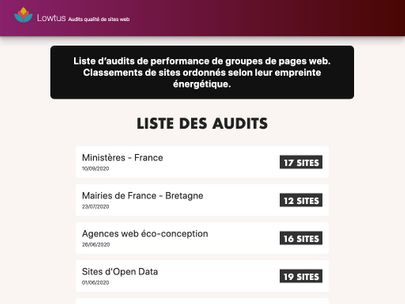 Lowtus Audits qualité de sites web
Liste d'audits de performance de groupes de pages web.
Classements de sites ordonnés selon leur empreinte
énergétique.
LISTE DES AUDITS
Ministères - France
10/09/2020
17 SITES
Mairies de France - Bretagne
23/07/2020
12 SITES
Agences web éco-conception
26/06/2020
16 SITES
Sites d'Open Data
01/06/2020
19 SITES